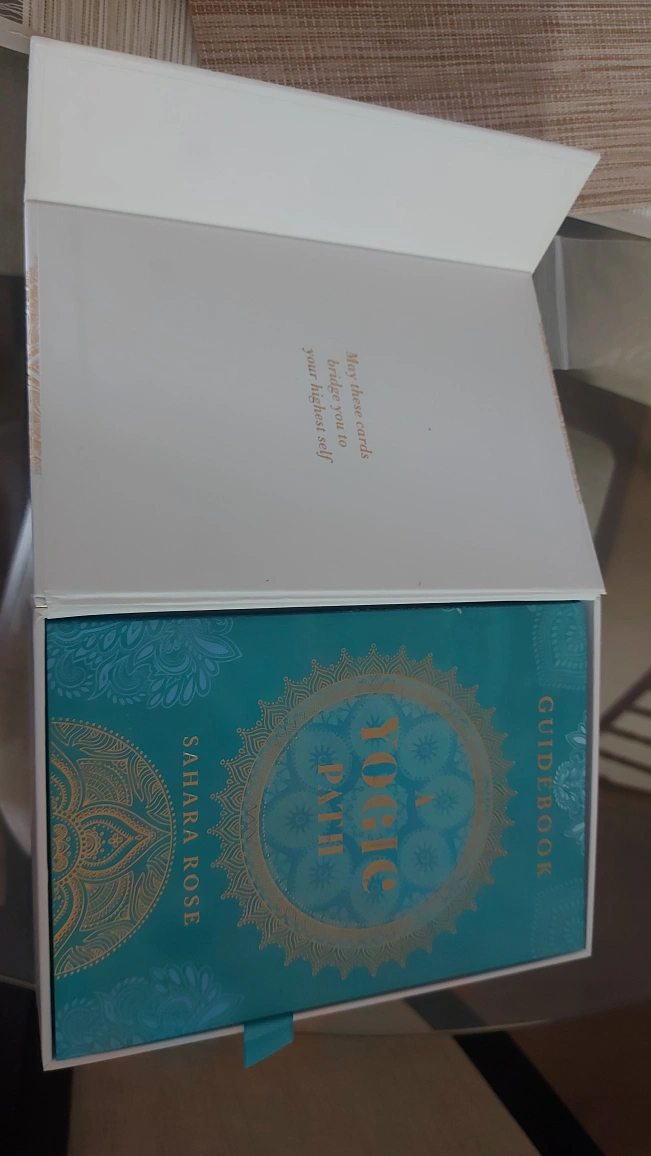 May these cards
bridge you to
your highest self
GUIDEBOOK
A
YOGIC
PATH
SAHARA ROSE